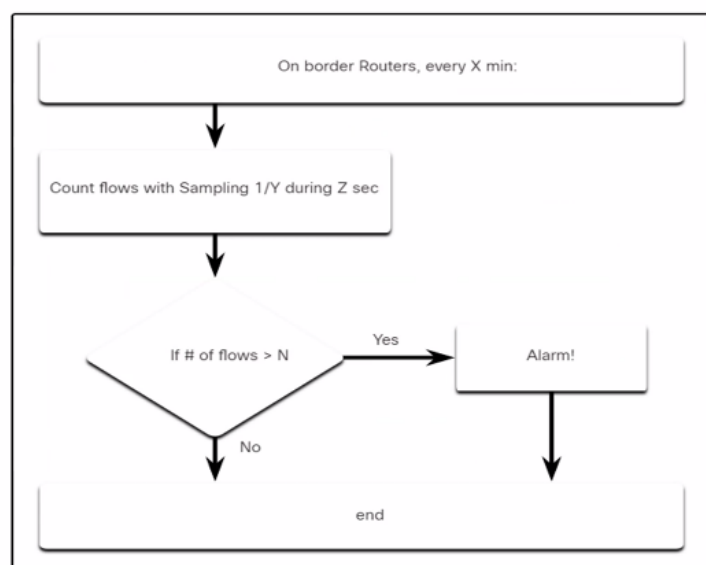 On border Routers, every X min:
Count flows with Sampling 1/Y during Z sec
If # of flows > N
Yes
Alarm!
No
end